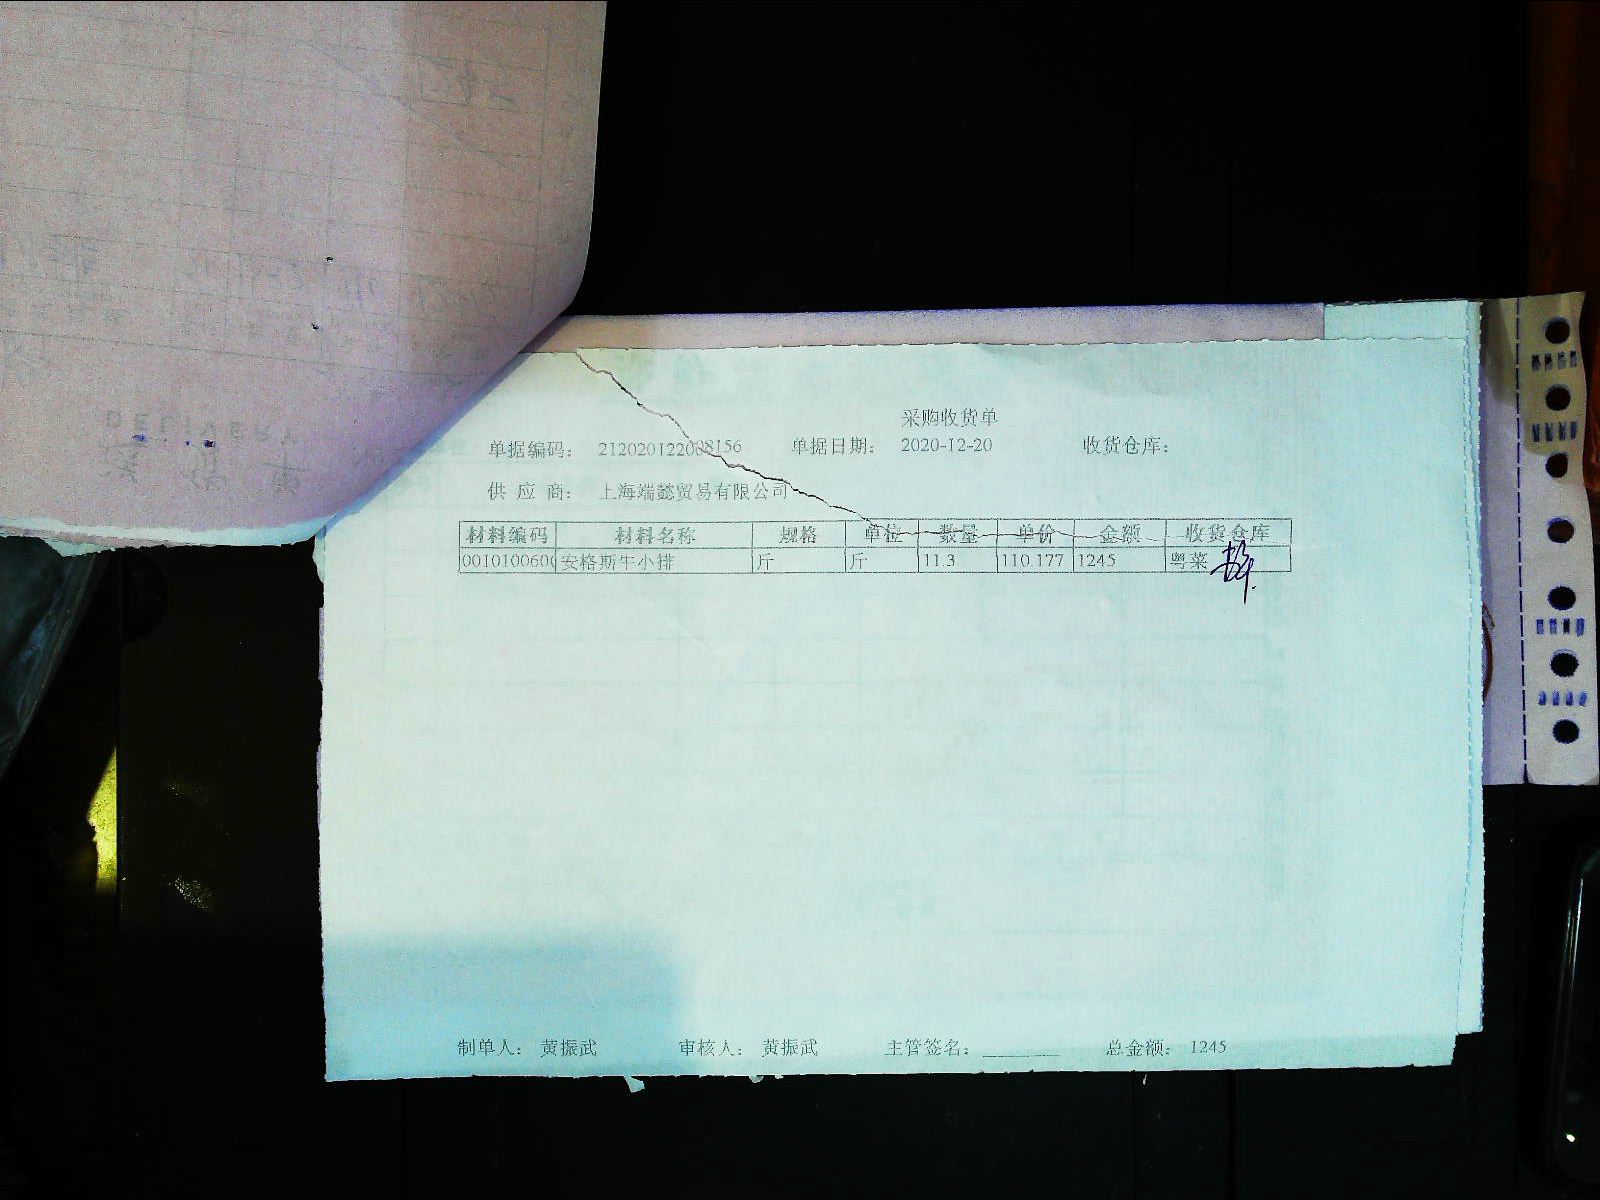 采购收货单
单据编码： 212020122008156 单据日期： 2020-12-20 收货仓库：
供 应 商： 上海端懿贸易有限公司
材料编码 材料名称 规格 单位 数量 单价 金额 收货仓库
0010100600 安格斯牛小排 斤 斤 11.3 110.177 1245 粤菜
制单人： 黄振武 审核人： 黄振武 主管签名： 总金额： 1245
DELIVERY